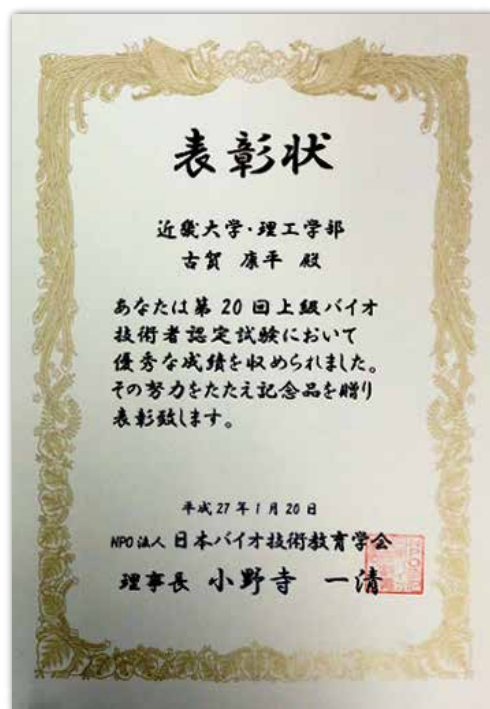 表彰状
近畿大学・理工学部
古賀 康平 殿
あなたは第20回上級バイオ
技術者認定試験において
優秀な成績を収められました。
その努力をたたえ記念品を贈り
表彰致します。
平成27年1月20日
NPO法人 日本バイオ技術教育学会
理事長 小野寺 一清